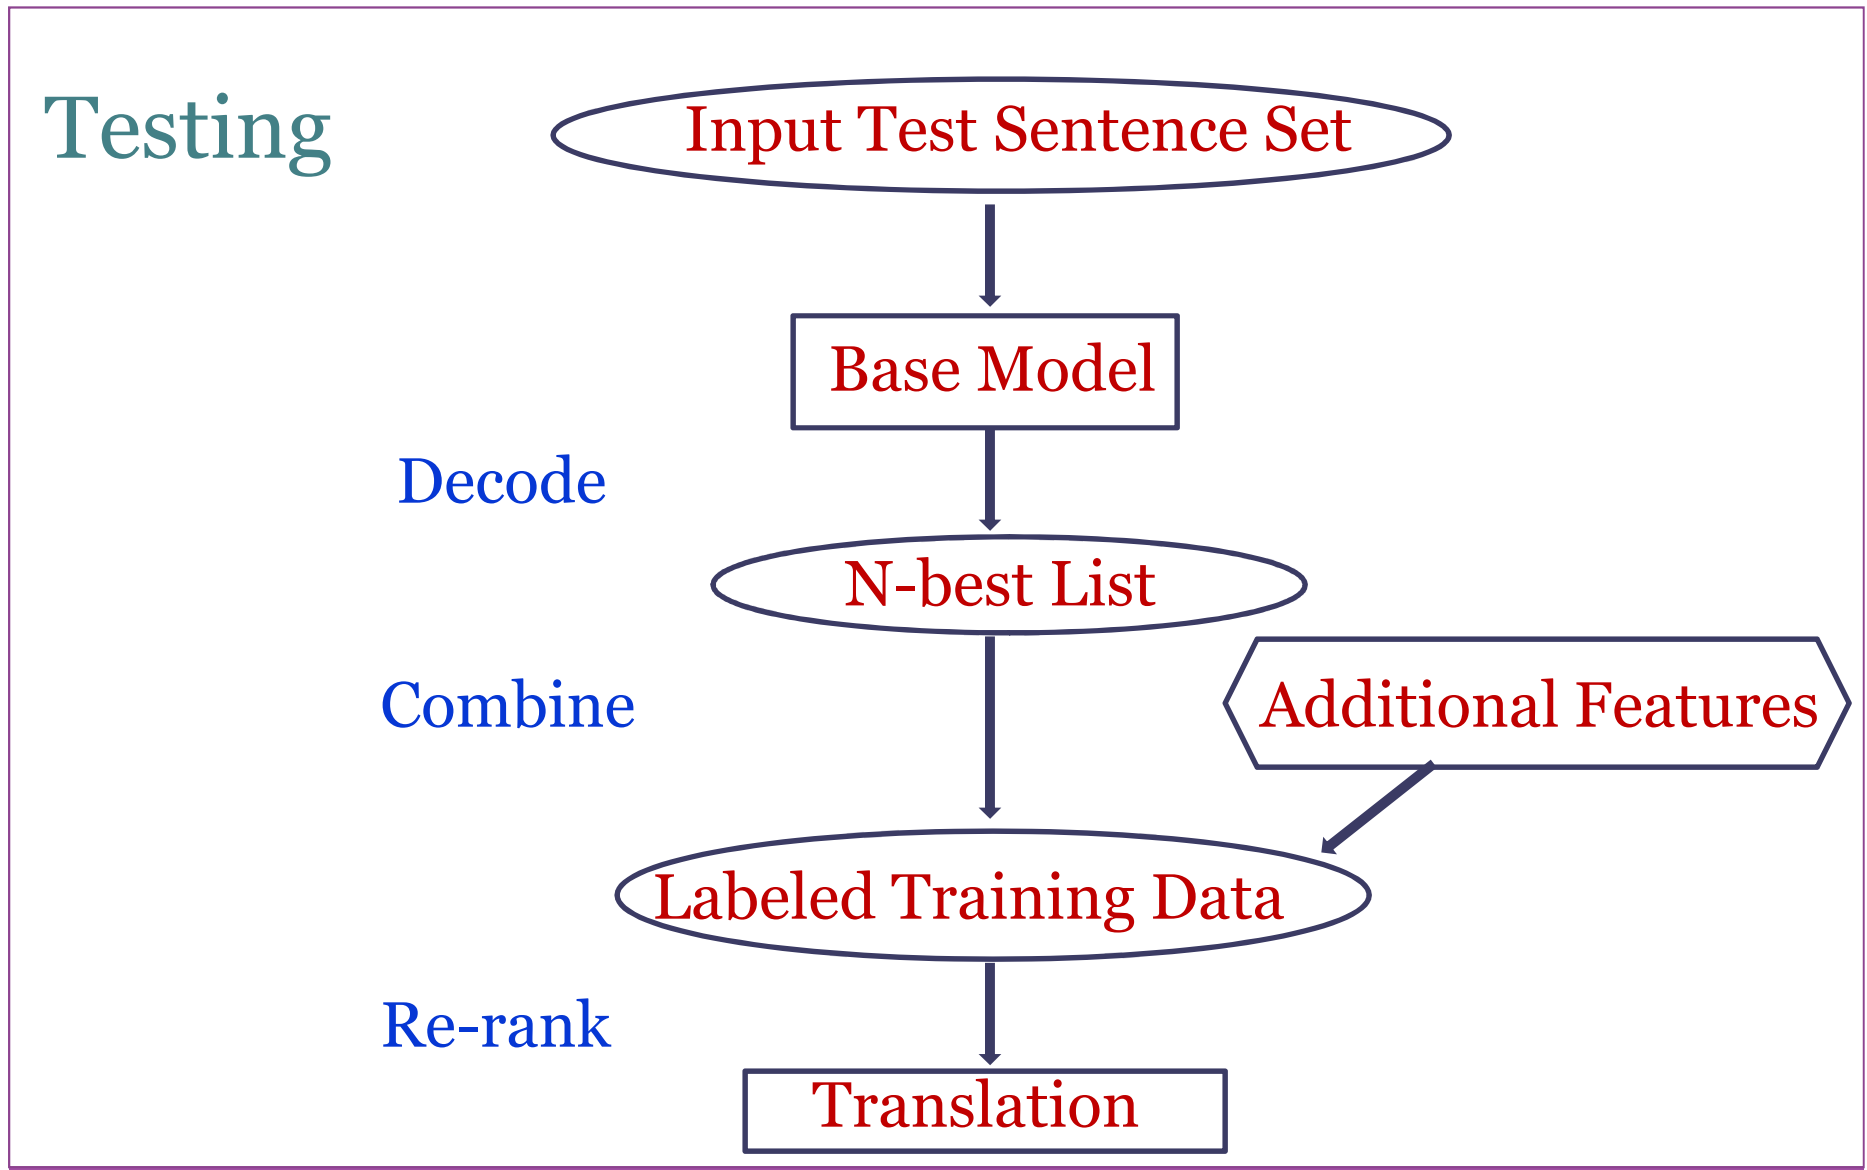 Testing
Input Test Sentence Set
Base Model
Decode
N-best List
Combine
Additional Features
Labeled Training Data
Re-rank
Translation